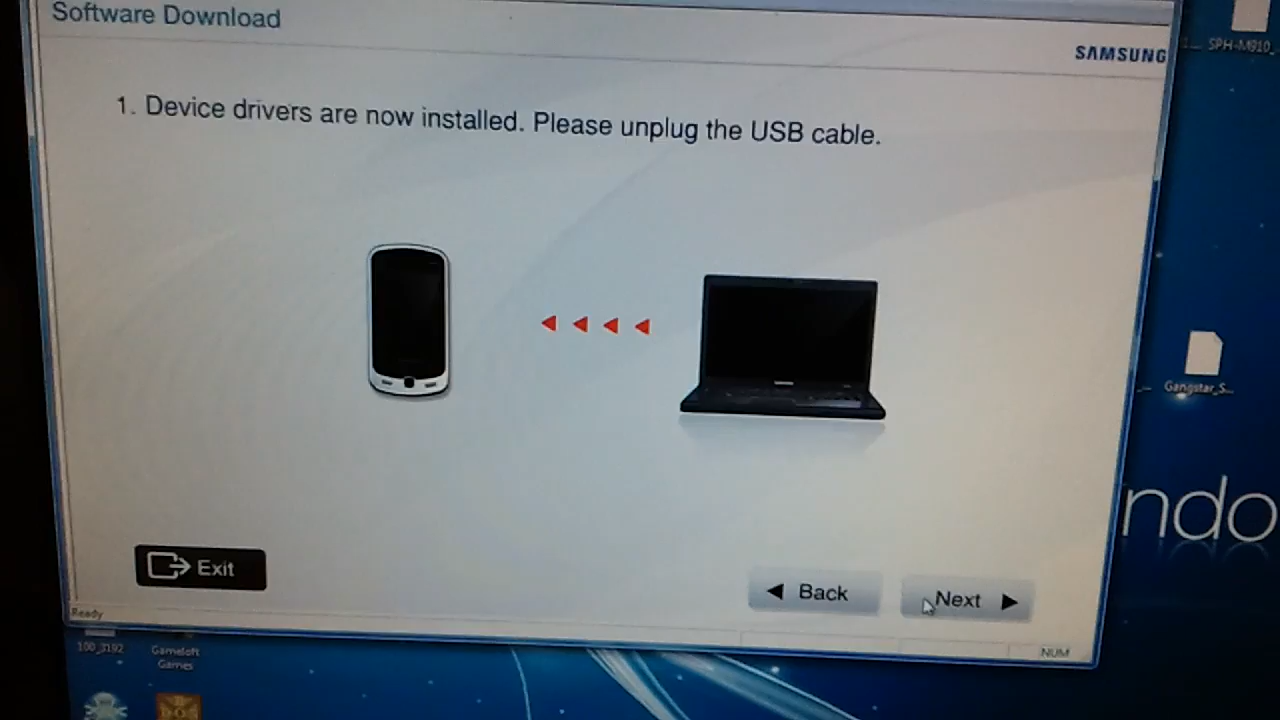 Software Download
SAMSUNG
SPH-M910_
1. Device drivers are now installed. Please unplug the USB cable.
Gangstar_S...
ndo
Exit
Back
Next
Ready
NUM
100_3192
Gameloft
Games